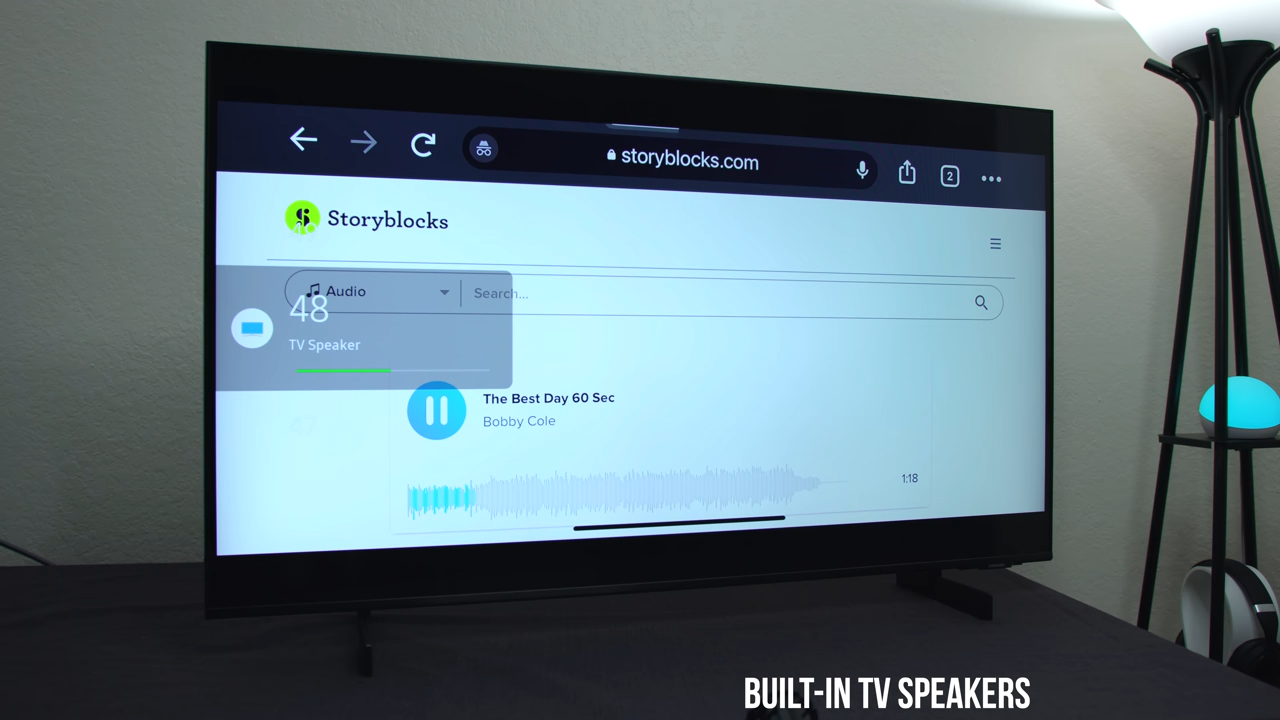 storyblocks.com
2
Storyblocks
Audio
Search...
48
TV Speaker
The Best Day 60 Sec
Bobby Cole
1:18
BUILT-IN TV SPEAKERS